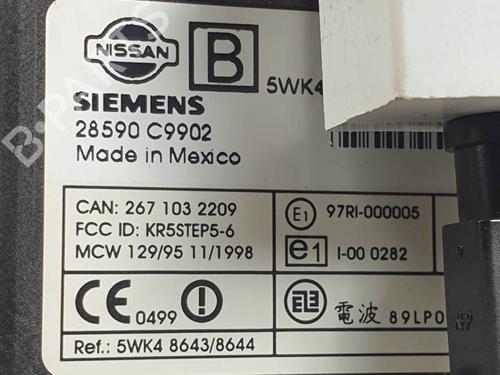 NISSAN
B
5WK4
SIEMENS
28590 C9902
Made in Mexico
CAN: 267 103 2209
FCC ID: KR5STEP5-6
MCW 129/95 11/1998
E1 97RI-000005
e1 I-00 0282
CE 0499
電波 89LP0
Ref.: 5WK4 8643/8644